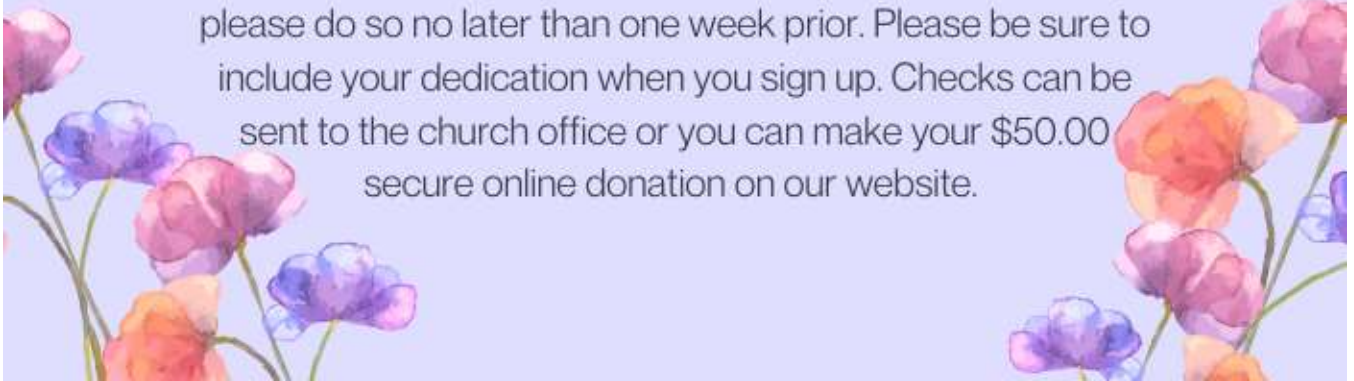 please do so no later than one week prior. Please be sure to
include your dedication when you sign up. Checks can be
sent to the church office or you can make your $50.00
secure online donation on our website.